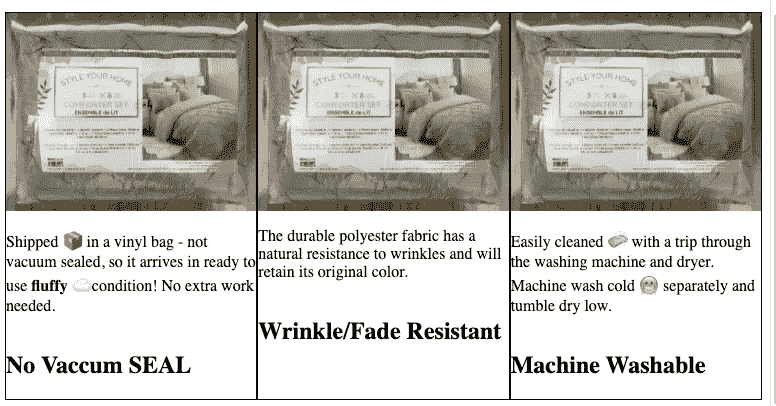 STYLE YOUR HOME
COMFORTER SET
ENSEMBLE de LIT
STYLE YOUR HOME
COMFORTER SET
ENSEMBLE de LIT
STYLE YOUR HOME
COMFORTER SET
ENSEMBLE de LIT
Shipped 📦 in a vinyl bag - not
vacuum sealed, so it arrives in ready to
use fluffy ☁️condition! No extra work
needed.
No Vaccum SEAL
The durable polyester fabric has a
natural resistance to wrinkles and will
retain its original color.
Wrinkle/Fade Resistant
Easily cleaned 🧼 with a trip through
the washing machine and dryer.
Machine wash cold 🥶 separately and
tumble dry low.
Machine Washable